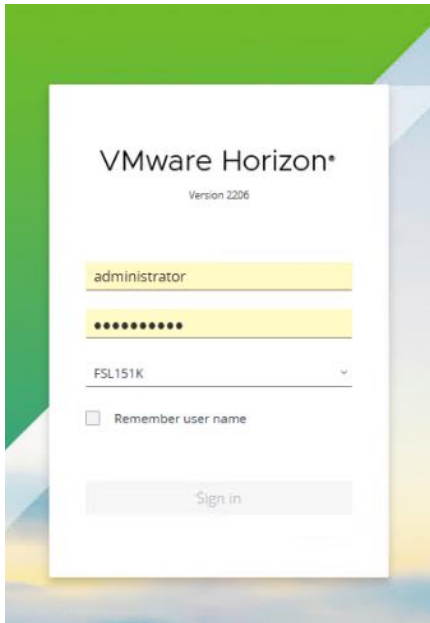 VMware Horizon®
Version 2206
administrator
••••••••••
FSL151K
Remember user name
Sign in